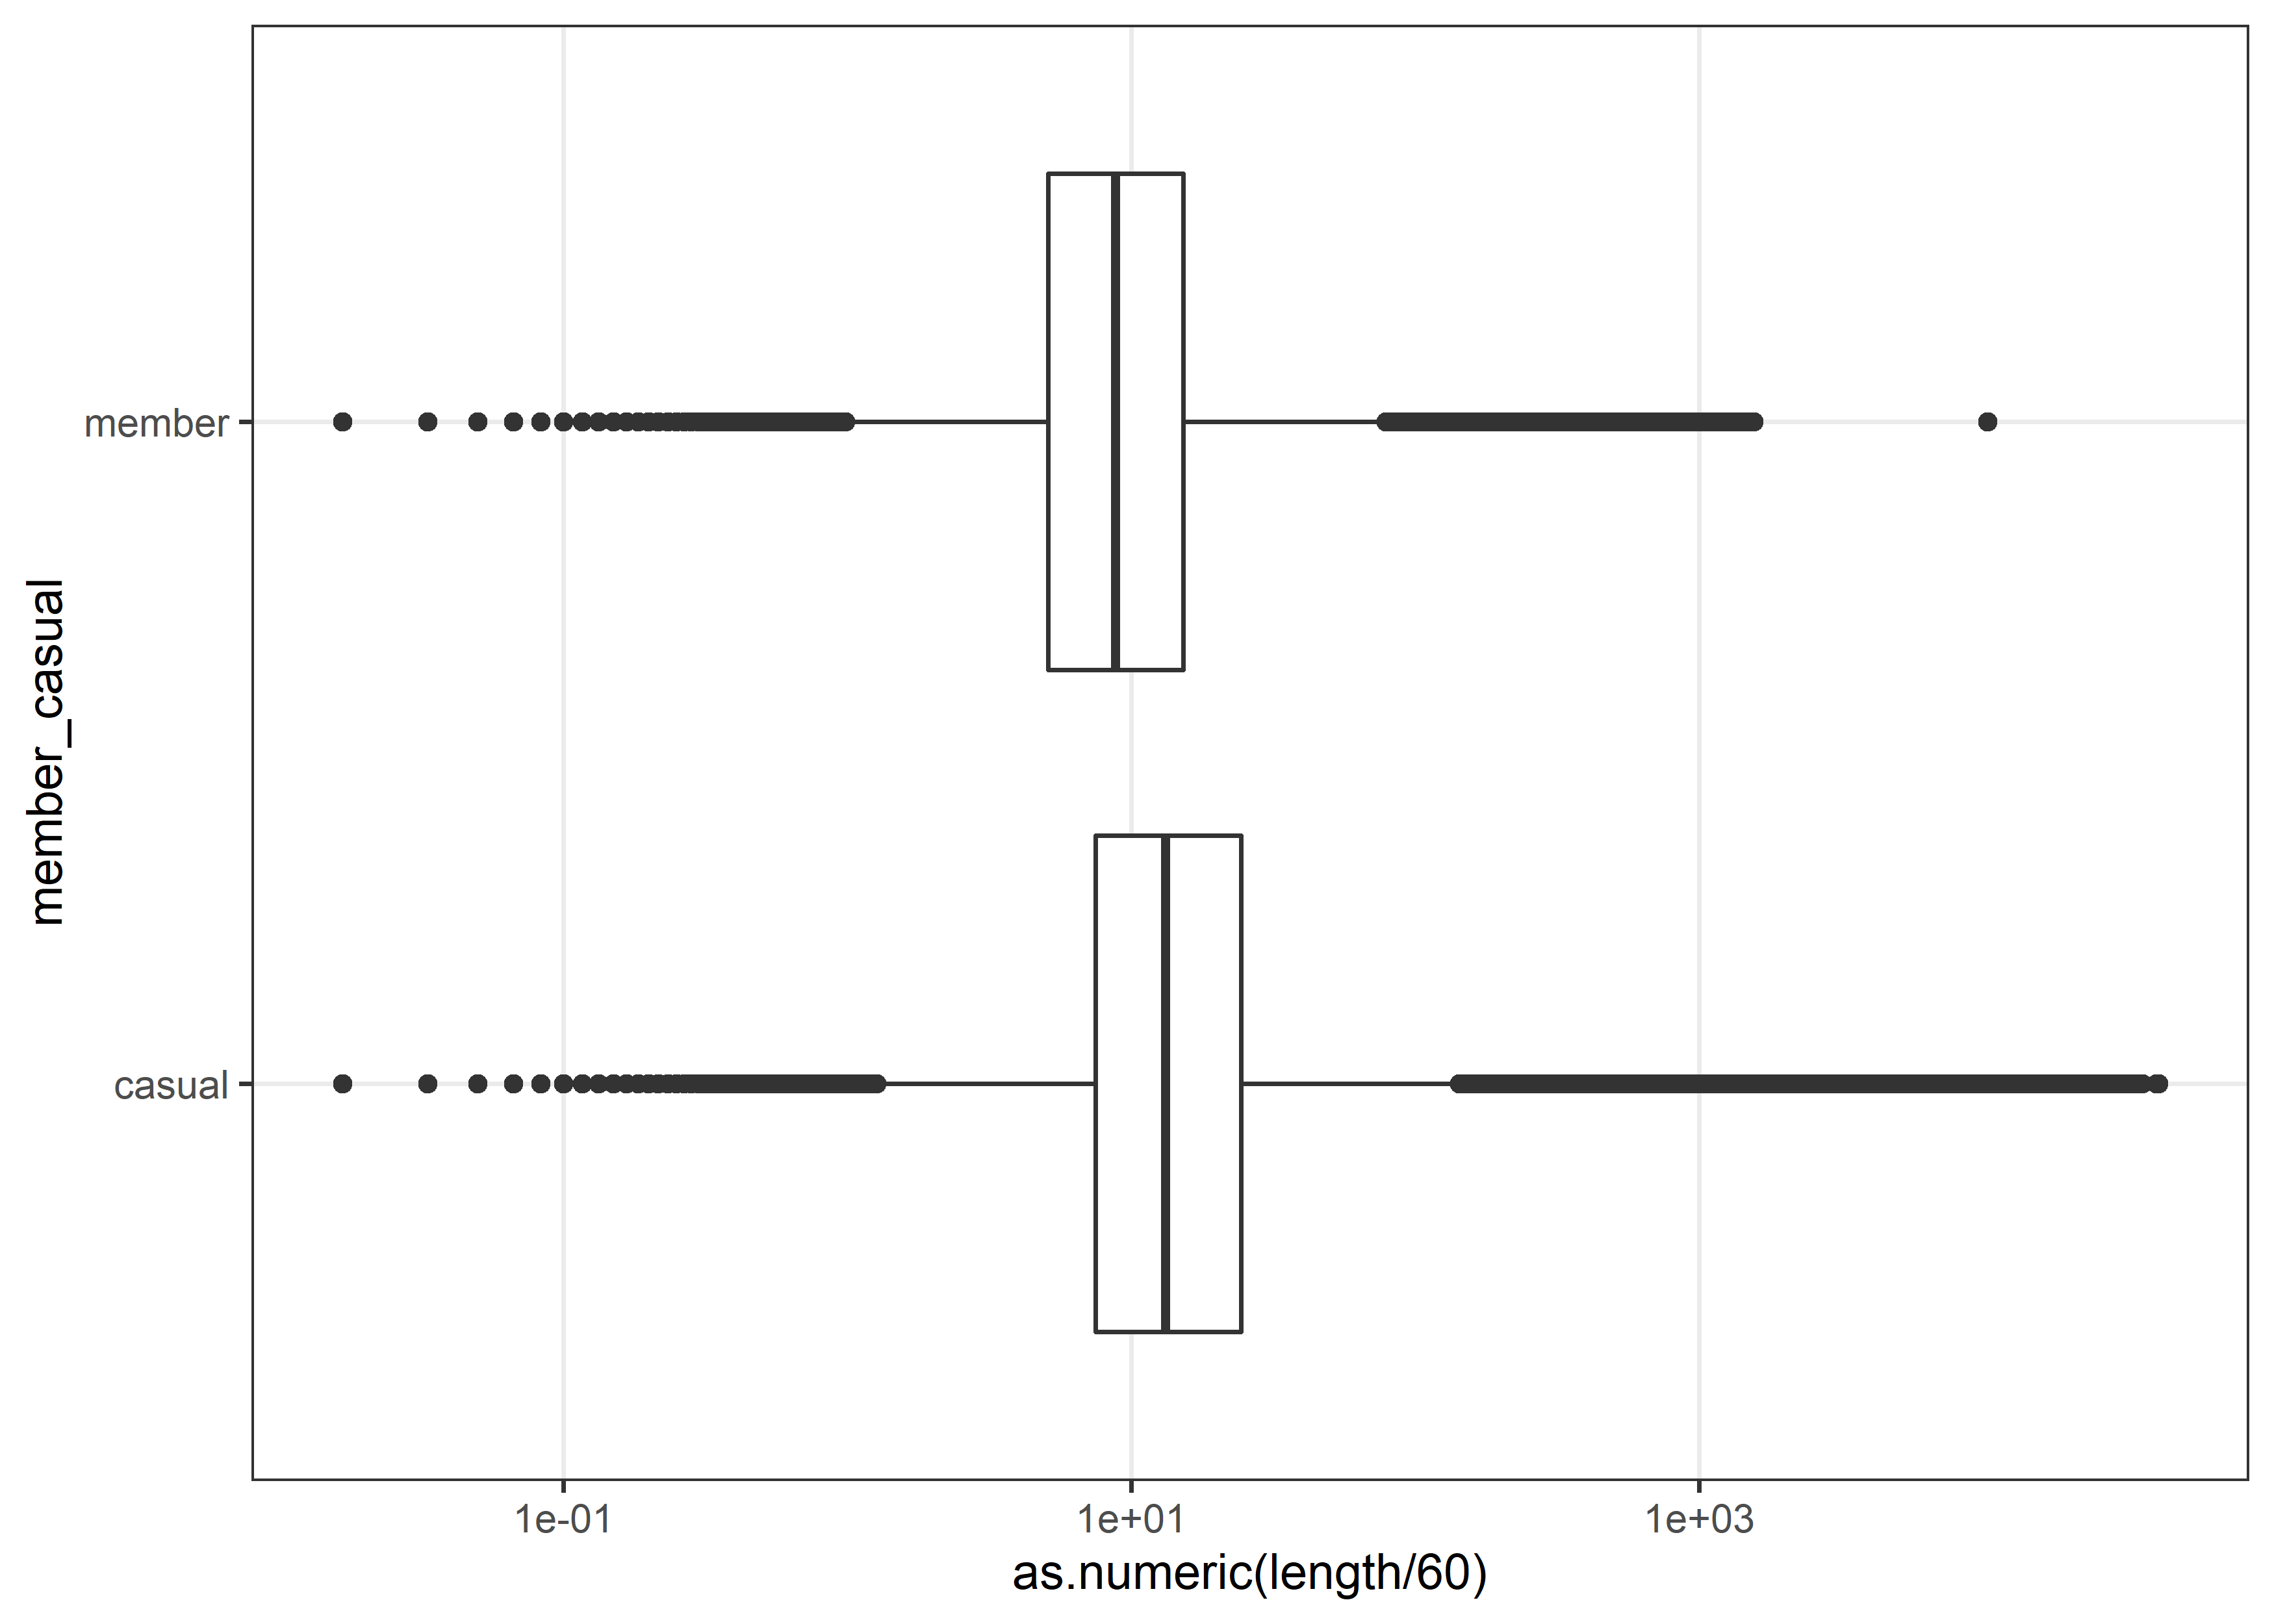 member_casual
member
casual
1e-01
1e+01
1e+03
as.numeric(length/60)